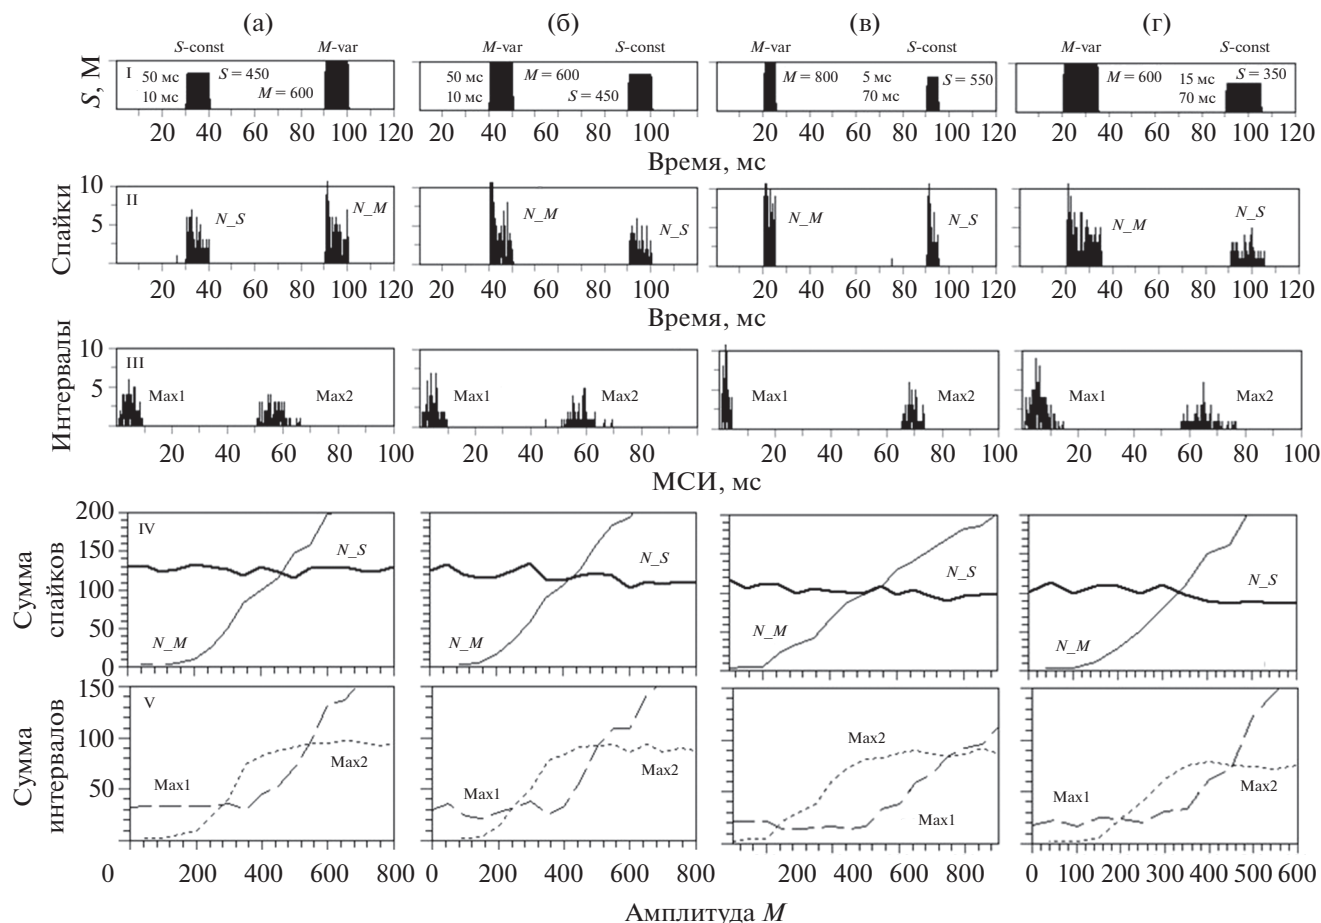 (а) (б) (в) (г)
S-const M-var M-var S-const M-var S-const M-var S-const
S, М
I 50 мс S = 450 50 мс M = 600 M = 800 5 мс S = 550 M = 600 15 мс S = 350
10 мс M = 600 10 мс S = 450 70 мс 70 мс
20 40 60 80 100 20 40 60 80 100 20 40 60 80 100 20 40 60 80 100 120
Время, мс
Спайки
10
5
II N_S N_M N_M N_S N_M N_S N_M N_S
20 40 60 80 100 20 40 60 80 100 20 40 60 80 100 20 40 60 80 100 120
Время, мс
Интервалы
10
5
III Max1 Max2 Max1 Max2 Max1 Max2 Max1 Max2
20 40 60 80 100 20 40 60 80 20 40 60 80 100 20 40 60 80 100
МСИ, мс
Сумма
спайков
200
150
100
50
0
IV N_S N_M N_S N_M N_S N_M N_S N_M
Сумма
интервалов
150
100
50
V Max1 Max2 Max1 Max2 Max2 Max1 Max1 Max2
0 200 400 600 800 200 400 600 800 200 400 600 800 0 100 200 300 400 500 600
Амплитуда M